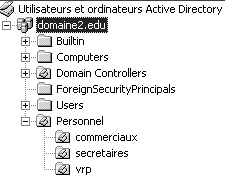 Utilisateurs et ordinateurs Active Directory
domaine2.edu
Builtin
Computers
Domain Controllers
ForeignSecurityPrincipals
Users
Personnel
commerciaux
secretaires
vrp